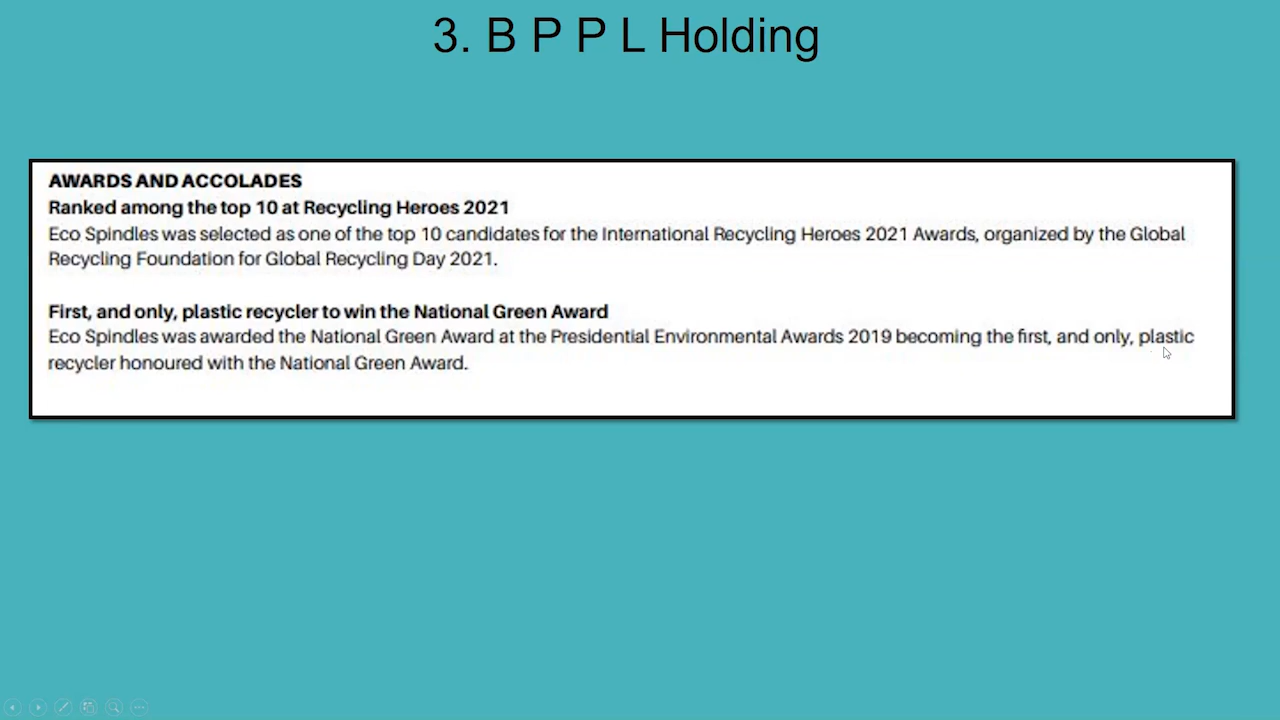 3. B P P L Holding
AWARDS AND ACCOLADES
Ranked among the top 10 at Recycling Heroes 2021
Eco Spindles was selected as one of the top 10 candidates for the International Recycling Heroes 2021 Awards, organized by the Global
Recycling Foundation for Global Recycling Day 2021.
First, and only, plastic recycler to win the National Green Award
Eco Spindles was awarded the National Green Award at the Presidential Environmental Awards 2019 becoming the first, and only, plastic
recycler honoured with the National Green Award.